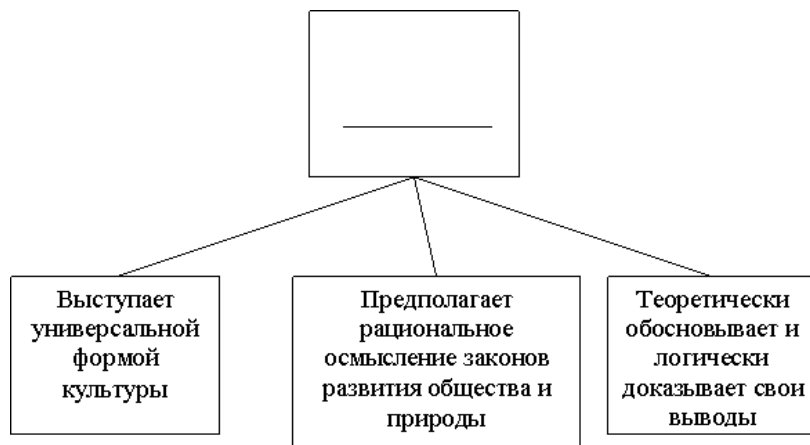 Выступает
универсальной
формой
культуры
Предполагает
рациональное
осмысление законов
развития общества и
природы
Теоретически
обосновывает и
логически
доказывает свои
выводы